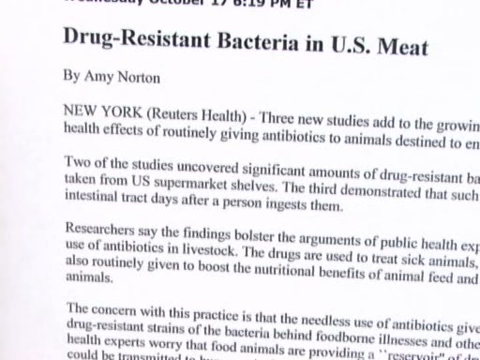 Wednesday October 17 6:19 PM ET
Drug-Resistant Bacteria in U.S. Meat
By Amy Norton
NEW YORK (Reuters Health) - Three new studies add to the growin
health effects of routinely giving antibiotics to animals destined to en
Two of the studies uncovered significant amounts of drug-resistant ba
taken from US supermarket shelves. The third demonstrated that such
intestinal tract days after a person ingests them.
Researchers say the findings bolster the arguments of public health exp
use of antibiotics in livestock. The drugs are used to treat sick animals,
also routinely given to boost the nutritional benefits of animal feed and
animals.
The concern with this practice is that the needless use of antibiotics give
drug-resistant strains of the bacteria behind foodborne illnesses and othe
health experts worry that food animals are providing a ``reservoir'' of d
could be transmitted to